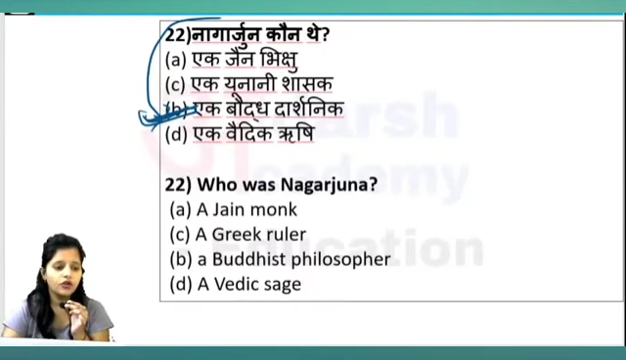 22)नागार्जुन कौन थे?
(a) एक जैन भिक्षु
(c) एक यूनानी शासक
(b) एक बौद्ध दार्शनिक
(d) एक वैदिक ऋषि
22) Who was Nagarjuna?
(a) A Jain monk
(c) A Greek ruler
(b) a Buddhist philosopher
(d) A Vedic sage